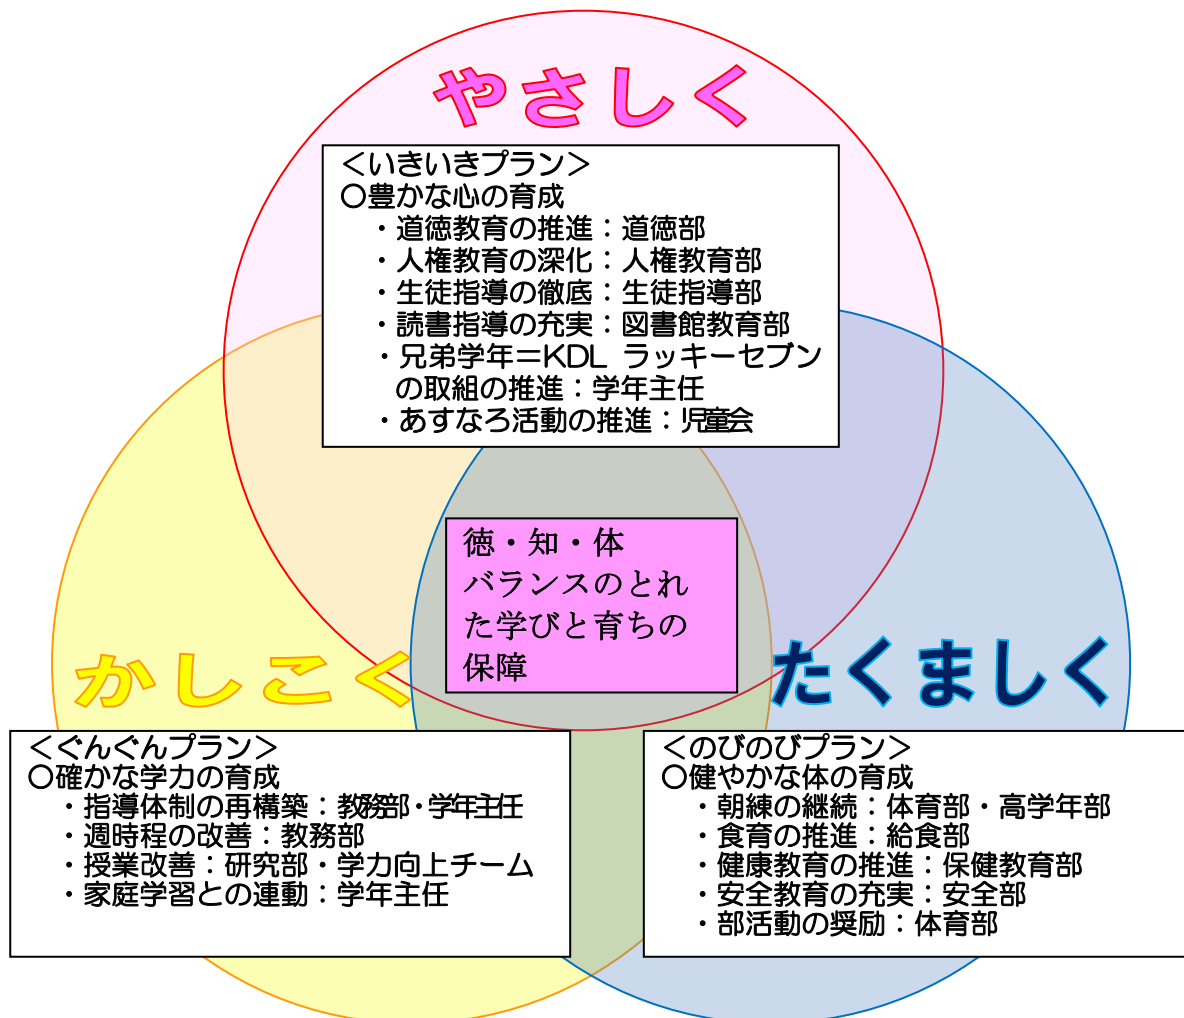 やさしく
＜いきいきプラン＞
〇豊かな心の育成
・道徳教育の推進：道徳部
・人権教育の深化：人権教育部
・生徒指導の徹底：生徒指導部
・読書指導の充実：図書館教育部
・兄弟学年＝KDL ラッキーセブン
の取組の推進：学年主任
・あすなろ活動の推進：児童会
徳・知・体
バランスのとれ
た学びと育ちの
保障
かしこく
＜ぐんぐんプラン＞
〇確かな学力の育成
・指導体制の再構築：教務部・学年主任
・週時程の改善：教務部
・授業改善：研究部・学力向上チーム
・家庭学習との連動：学年主任
たくましく
＜のびのびプラン＞
〇健やかな体の育成
・朝練の継続：体育部・高学年部
・食育の推進：給食部
・健康教育の推進：保健教育部
・安全教育の充実：安全部
・部活動の奨励：体育部